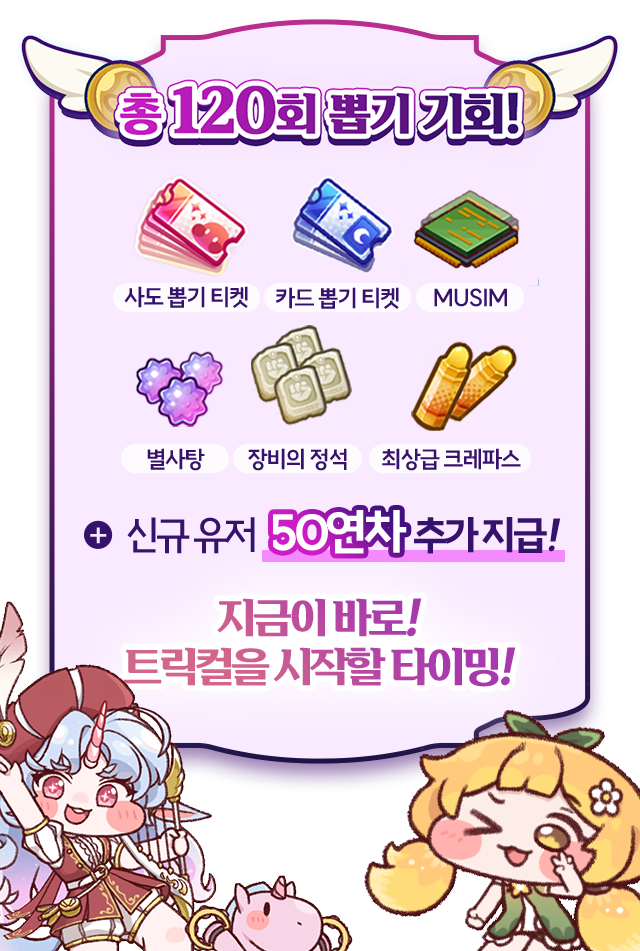 총 120회 뽑기 기회!
사도 뽑기 티켓 카드 뽑기 티켓 MUSIM
별사탕 장비의 정석 최상급 크레파스
+ 신규 유저 50연차 추가 지급!
지금이 바로!
트릭컬을 시작할 타이밍!